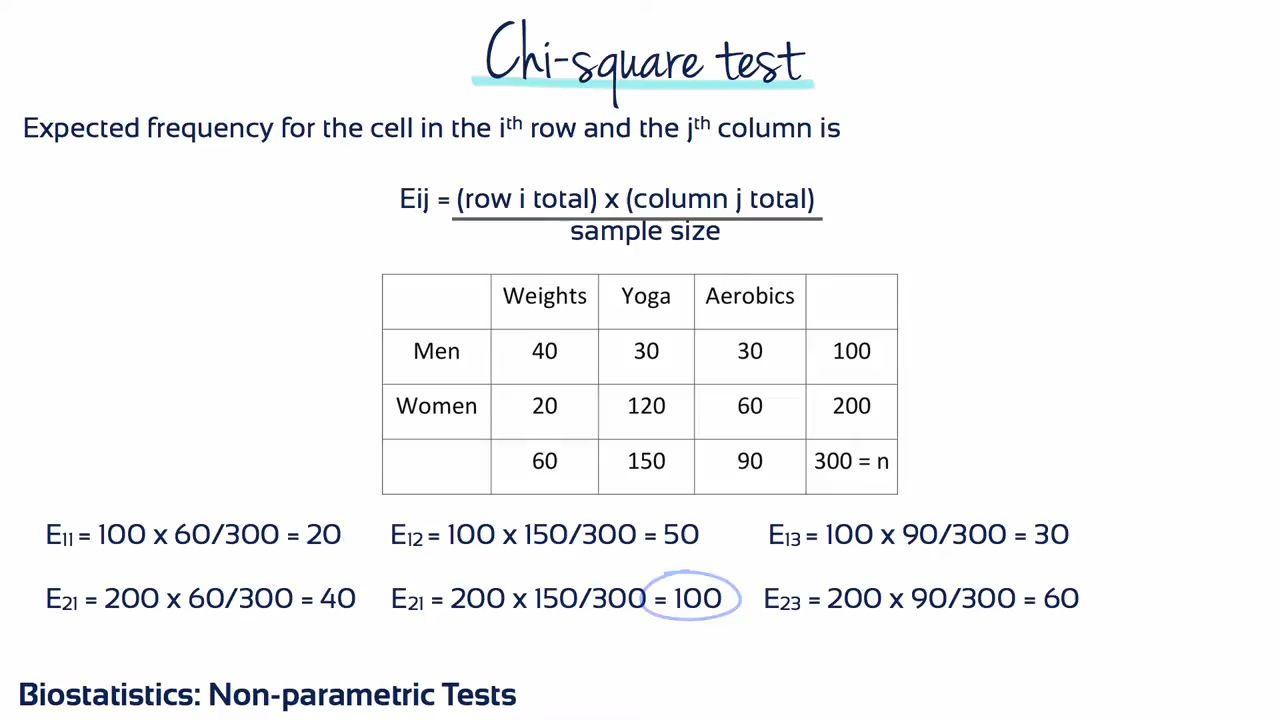 Chi-square test
Expected frequency for the cell in the iᵗʰ row and the jᵗʰ column is
Eij = (row i total) x (column j total)
sample size
Weights Yoga Aerobics
Men 40 30 30 100
Women 20 120 60 200
60 150 90 300 = n
E₁₁ = 100 x 60/300 = 20 E₁₂ = 100 x 150/300 = 50 E₁₃ = 100 x 90/300 = 30
E₂₁ = 200 x 60/300 = 40 E₂₁ = 200 x 150/300 = 100 E₂₃ = 200 x 90/300 = 60
Biostatistics: Non-parametric Tests